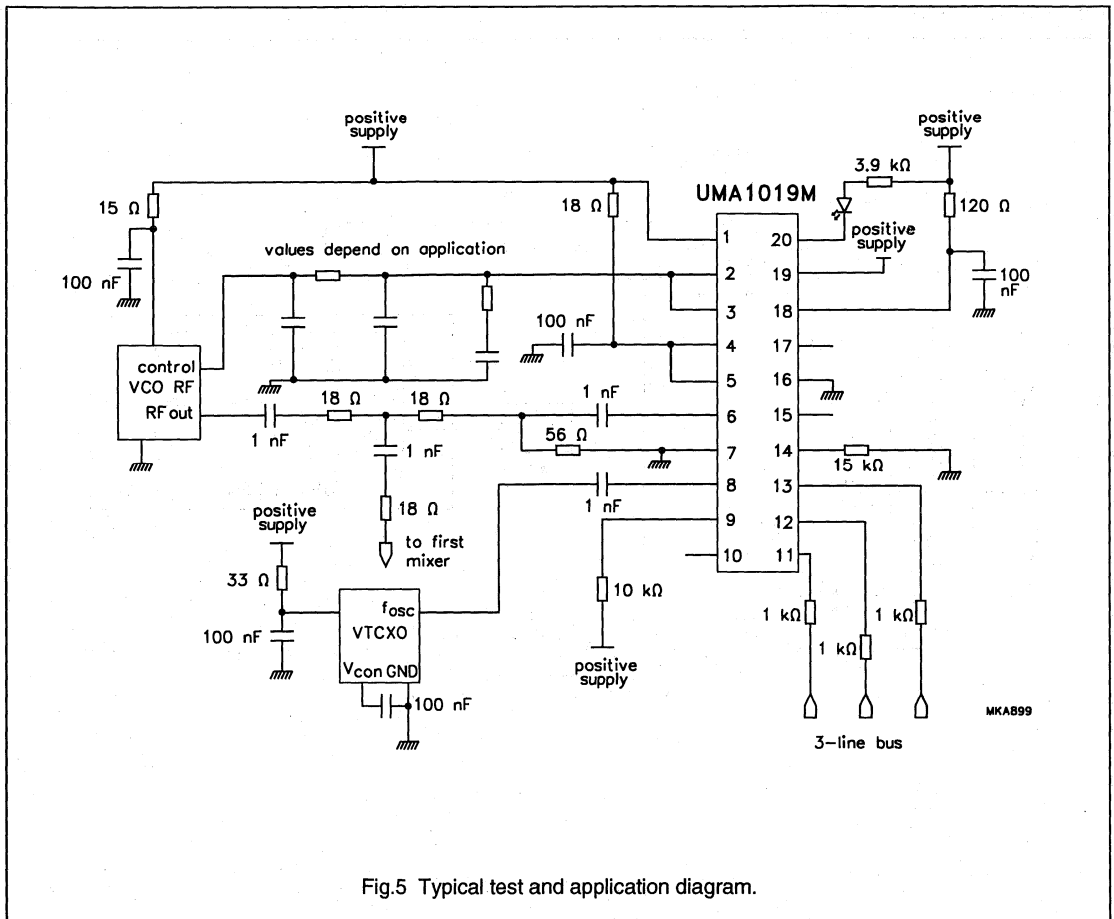 positive
supply
positive
supply
3.9 kΩ
UMA1019M
15 Ω
18 Ω
120 Ω
positive
supply
values depend on application
100 nF
100
nF
1
2
3
4
5
6
7
8
9
10
20
19
18
17
16
15
14
13
12
11
100 nF
control
VCO RF
RF out
18 Ω
18 Ω
1 nF
1 nF
1 nF
56 Ω
15 kΩ
1 nF
18 Ω
to first
mixer
positive
supply
33 Ω
100 nF
fosc
VTCXO
Vcon GND
100 nF
10 kΩ
positive
supply
1 kΩ
1 kΩ
1 kΩ
3-line bus
MKA899
Fig.5 Typical test and application diagram.